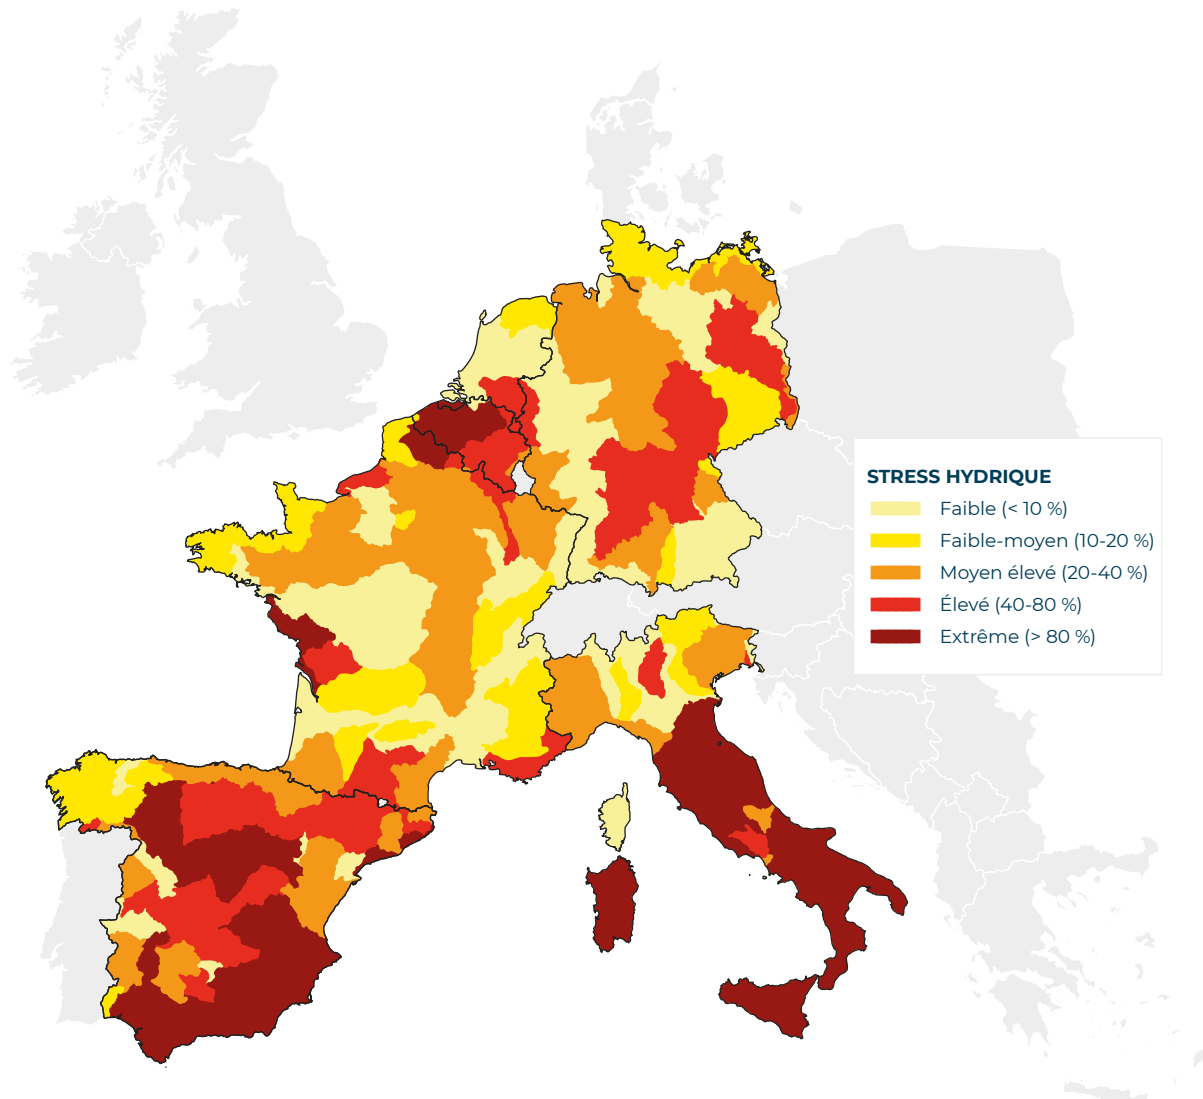 STRESS HYDRIQUE
Faible (< 10 %)
Faible-moyen (10-20 %)
Moyen élevé (20-40 %)
Élevé (40-80 %)
Extrême (> 80 %)